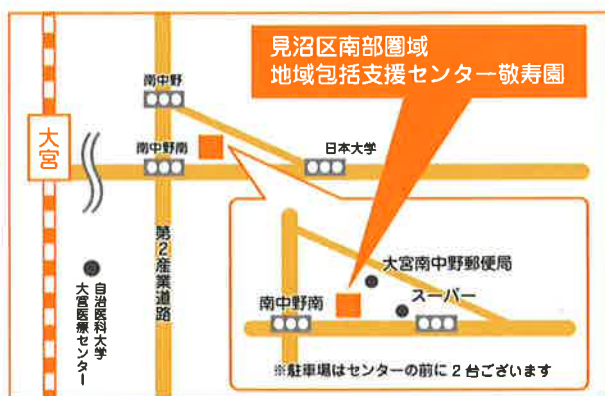 見沼区南部圏域
地域包括支援センター敬寿園
南中野
大宮
南中野南
日本大学
第2産業道路
自治医科大学
大宮医療センター
大宮南中野郵便局
スーパー
南中野南
※駐車場はセンターの前に2台ございます